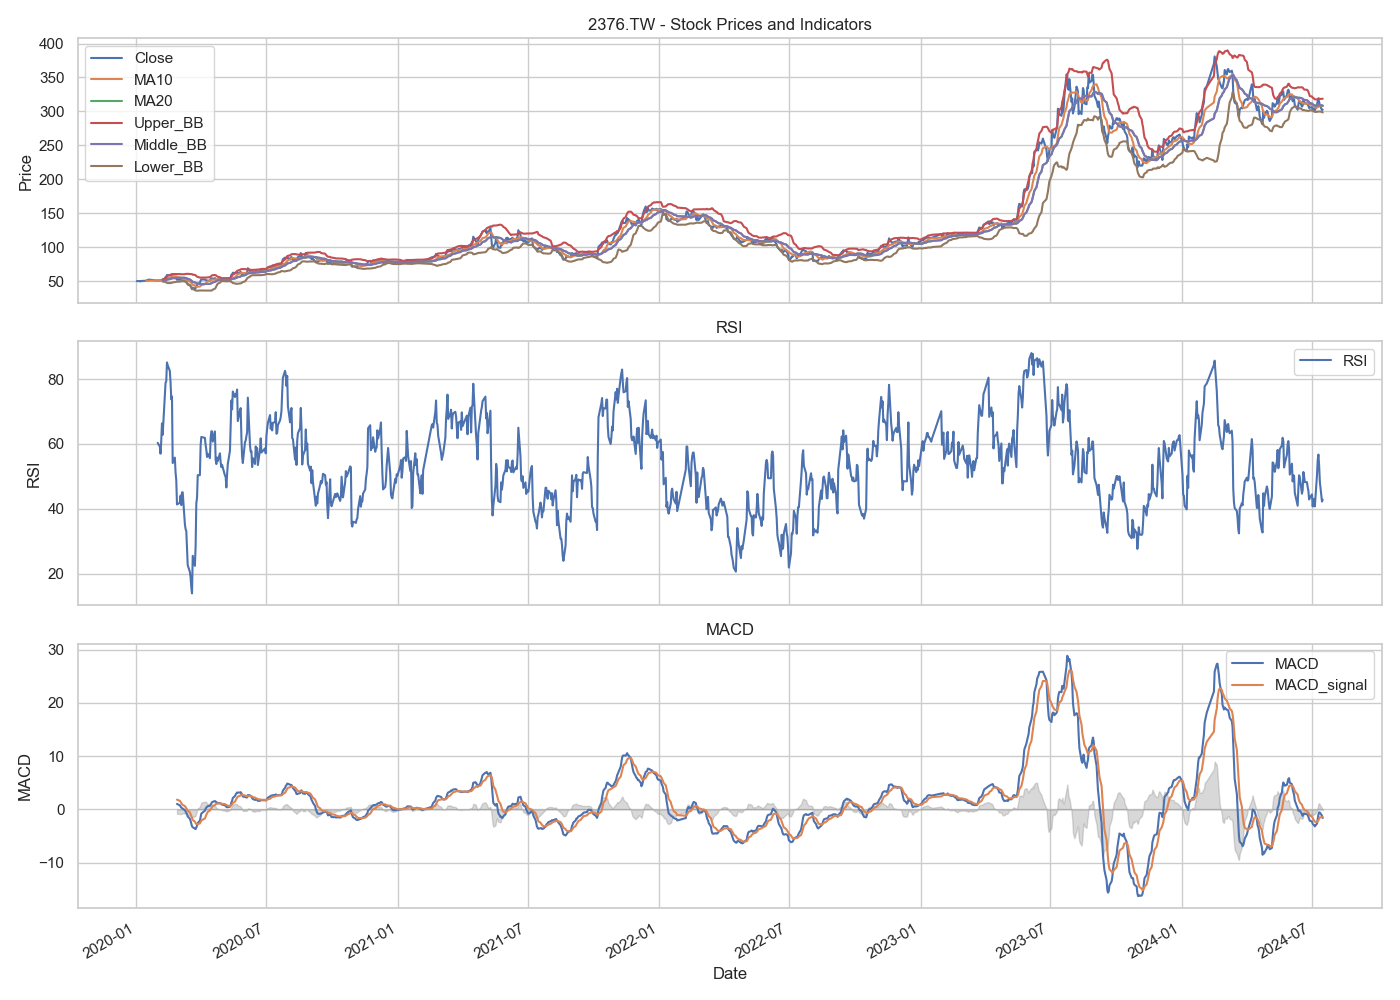 2376.TW - Stock Prices and Indicators
400
350
300
250
200
150
100
50
Price
Close
MA10
MA20
Upper_BB
Middle_BB
Lower_BB
RSI
80
60
40
20
RSI
RSI
MACD
30
20
10
0
−10
MACD
MACD
MACD_signal
2020-01
2020-07
2021-01
2021-07
2022-01
2022-07
2023-01
2023-07
2024-01
2024-07
Date